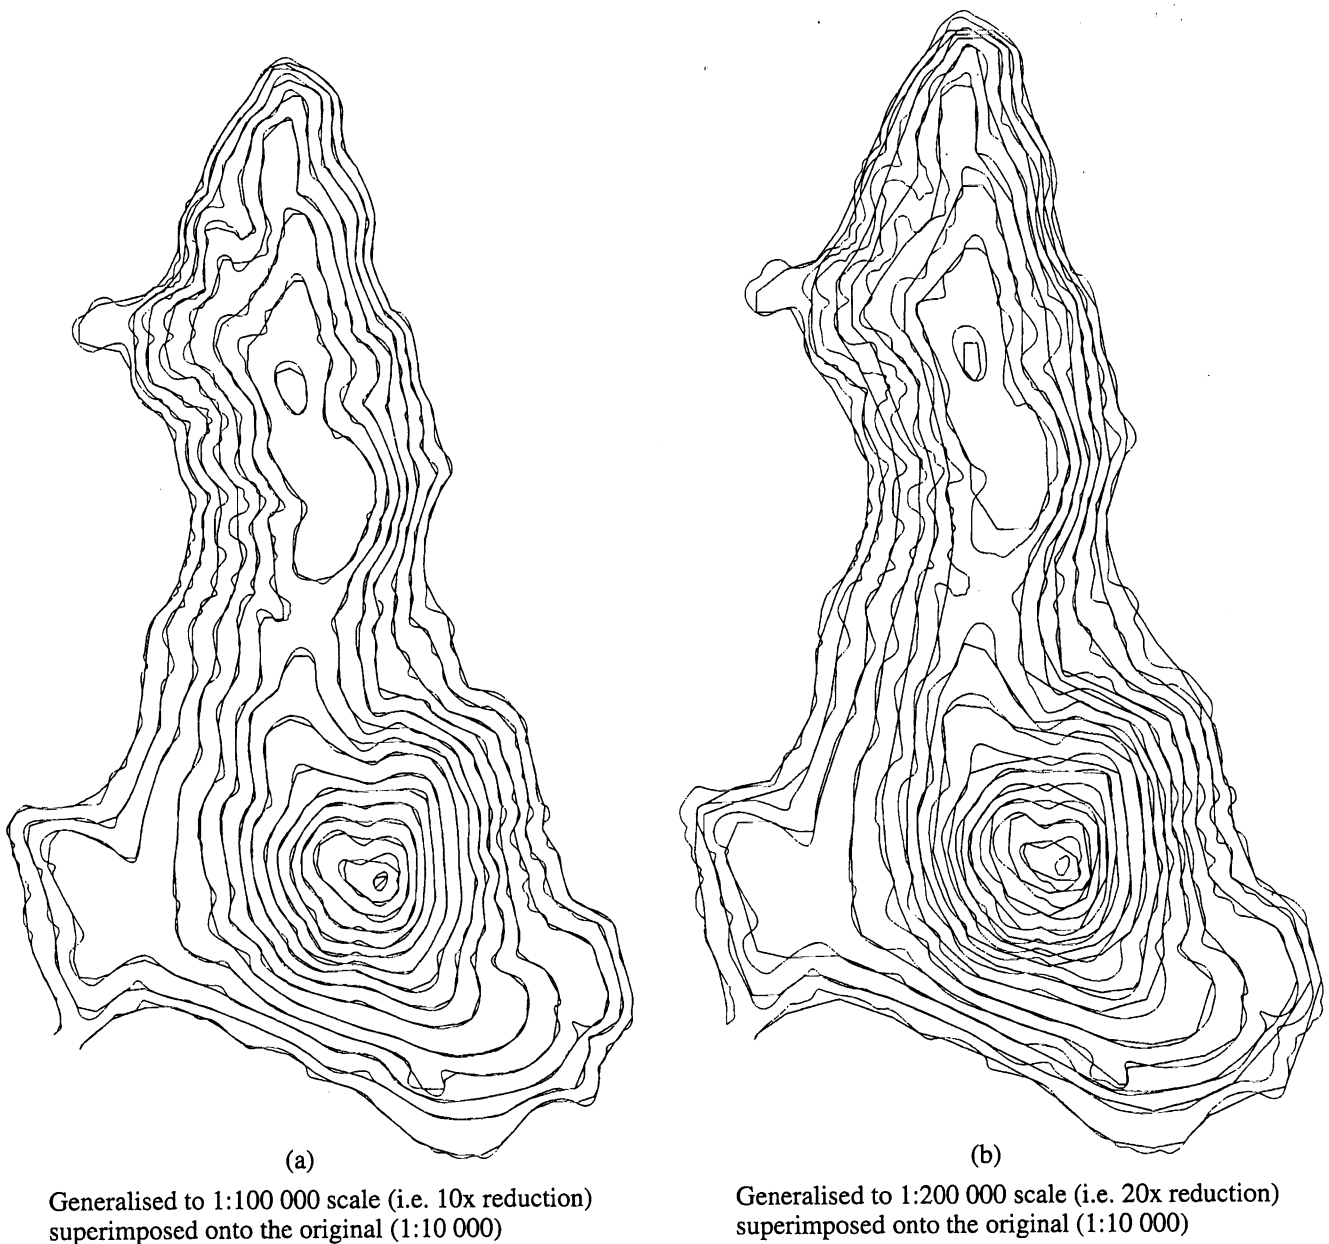 (a)
Generalised to 1:100 000 scale (i.e. 10x reduction)
superimposed onto the original (1:10 000)
(b)
Generalised to 1:200 000 scale (i.e. 20x reduction)
superimposed onto the original (1:10 000)